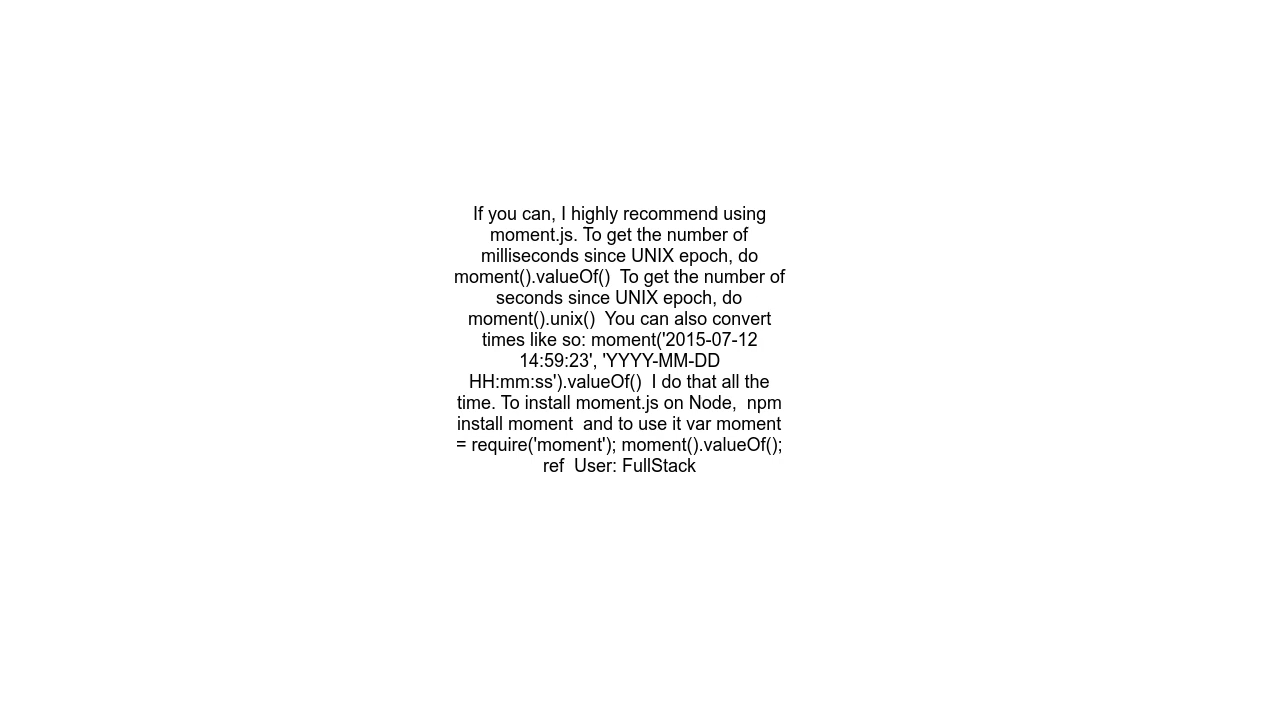 If you can, I highly recommend using
moment.js. To get the number of
milliseconds since UNIX epoch, do
moment().valueOf()  To get the number of
seconds since UNIX epoch, do
moment().unix()  You can also convert
times like so: moment('2015-07-12
14:59:23', 'YYYY-MM-DD
HH:mm:ss').valueOf()  I do that all the
time. To install moment.js on Node,  npm
install moment  and to use it var moment
= require('moment'); moment().valueOf();
ref  User: FullStack